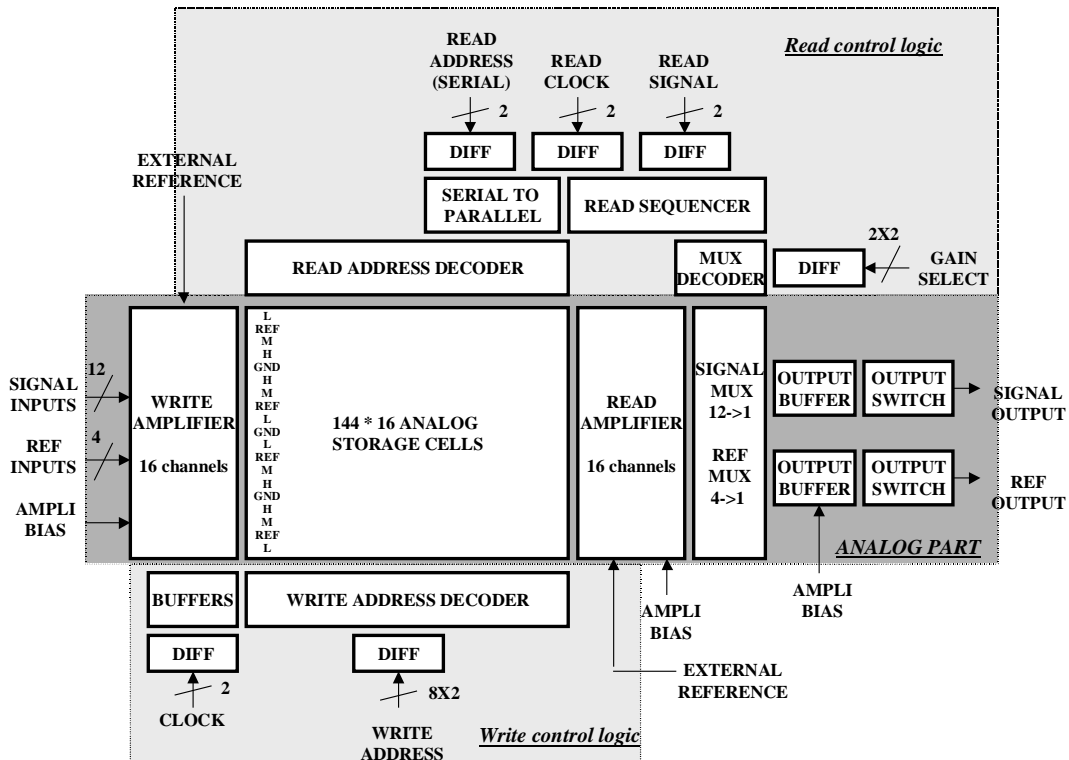 READ
ADDRESS
(SERIAL)
READ
CLOCK
READ
SIGNAL
Read control logic
2
2
2
DIFF
DIFF
DIFF
EXTERNAL
REFERENCE
SERIAL TO
PARALLEL
READ SEQUENCER
READ ADDRESS DECODER
MUX
DECODER
DIFF
2X2
GAIN
SELECT
SIGNAL
INPUTS
12
REF
INPUTS
4
AMPLI
BIAS
WRITE
AMPLIFIER
16 channels
L
REF
M
H
GND
H
M
REF
L
GND
L
REF
M
H
GND
H
M
REF
L
144 * 16 ANALOG
STORAGE CELLS
READ
AMPLIFIER
16 channels
SIGNAL
MUX
12->1
REF
MUX
4->1
OUTPUT
BUFFER
OUTPUT
SWITCH
SIGNAL
OUTPUT
OUTPUT
BUFFER
OUTPUT
SWITCH
REF
OUTPUT
ANALOG PART
BUFFERS
WRITE ADDRESS DECODER
AMPLI
BIAS
AMPLI
BIAS
DIFF
DIFF
2
CLOCK
8X2
WRITE
ADDRESS
EXTERNAL
REFERENCE
Write control logic